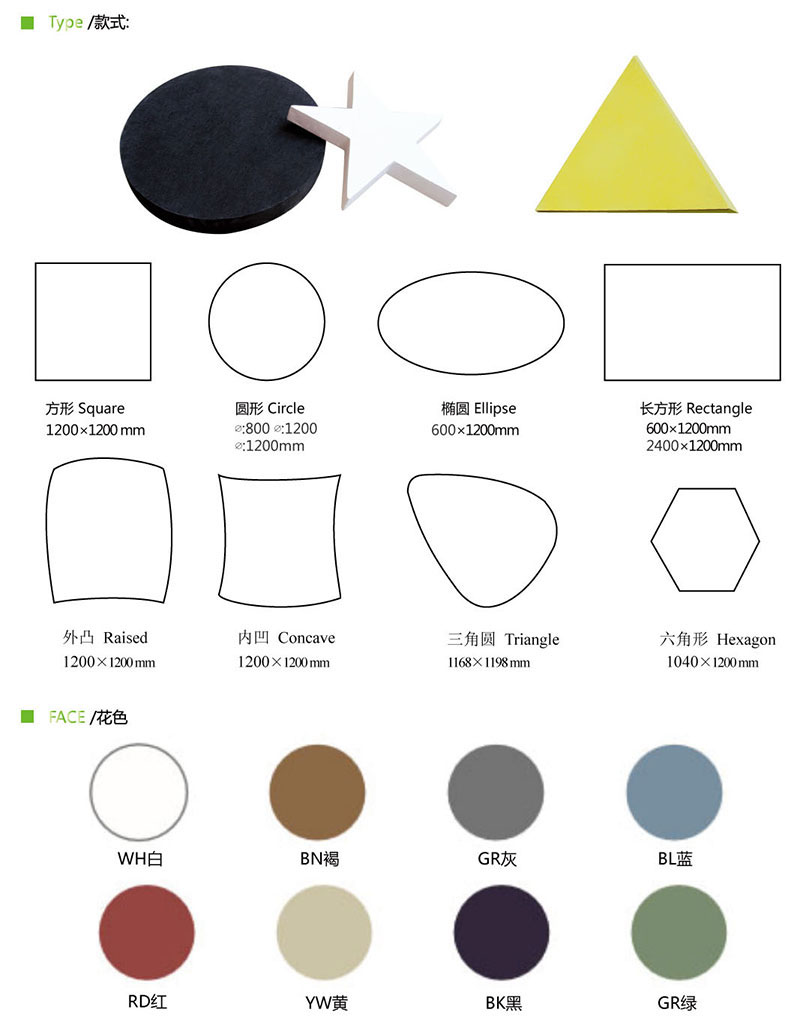 Type /款式:
方形 Square
1200×1200 mm
圆形 Circle
⌀:800 ⌀:1200
⌀:1200mm
椭圆 Ellipse
600×1200mm
长方形 Rectangle
600×1200mm
2400×1200mm
外凸 Raised
1200×1200 mm
内凹 Concave
1200×1200 mm
三角圆 Triangle
1168×1198 mm
六角形 Hexagon
1040×1200 mm
FACE /花色
WH白
BN褐
GR灰
BL蓝
RD红
YW黄
BK黑
GR绿